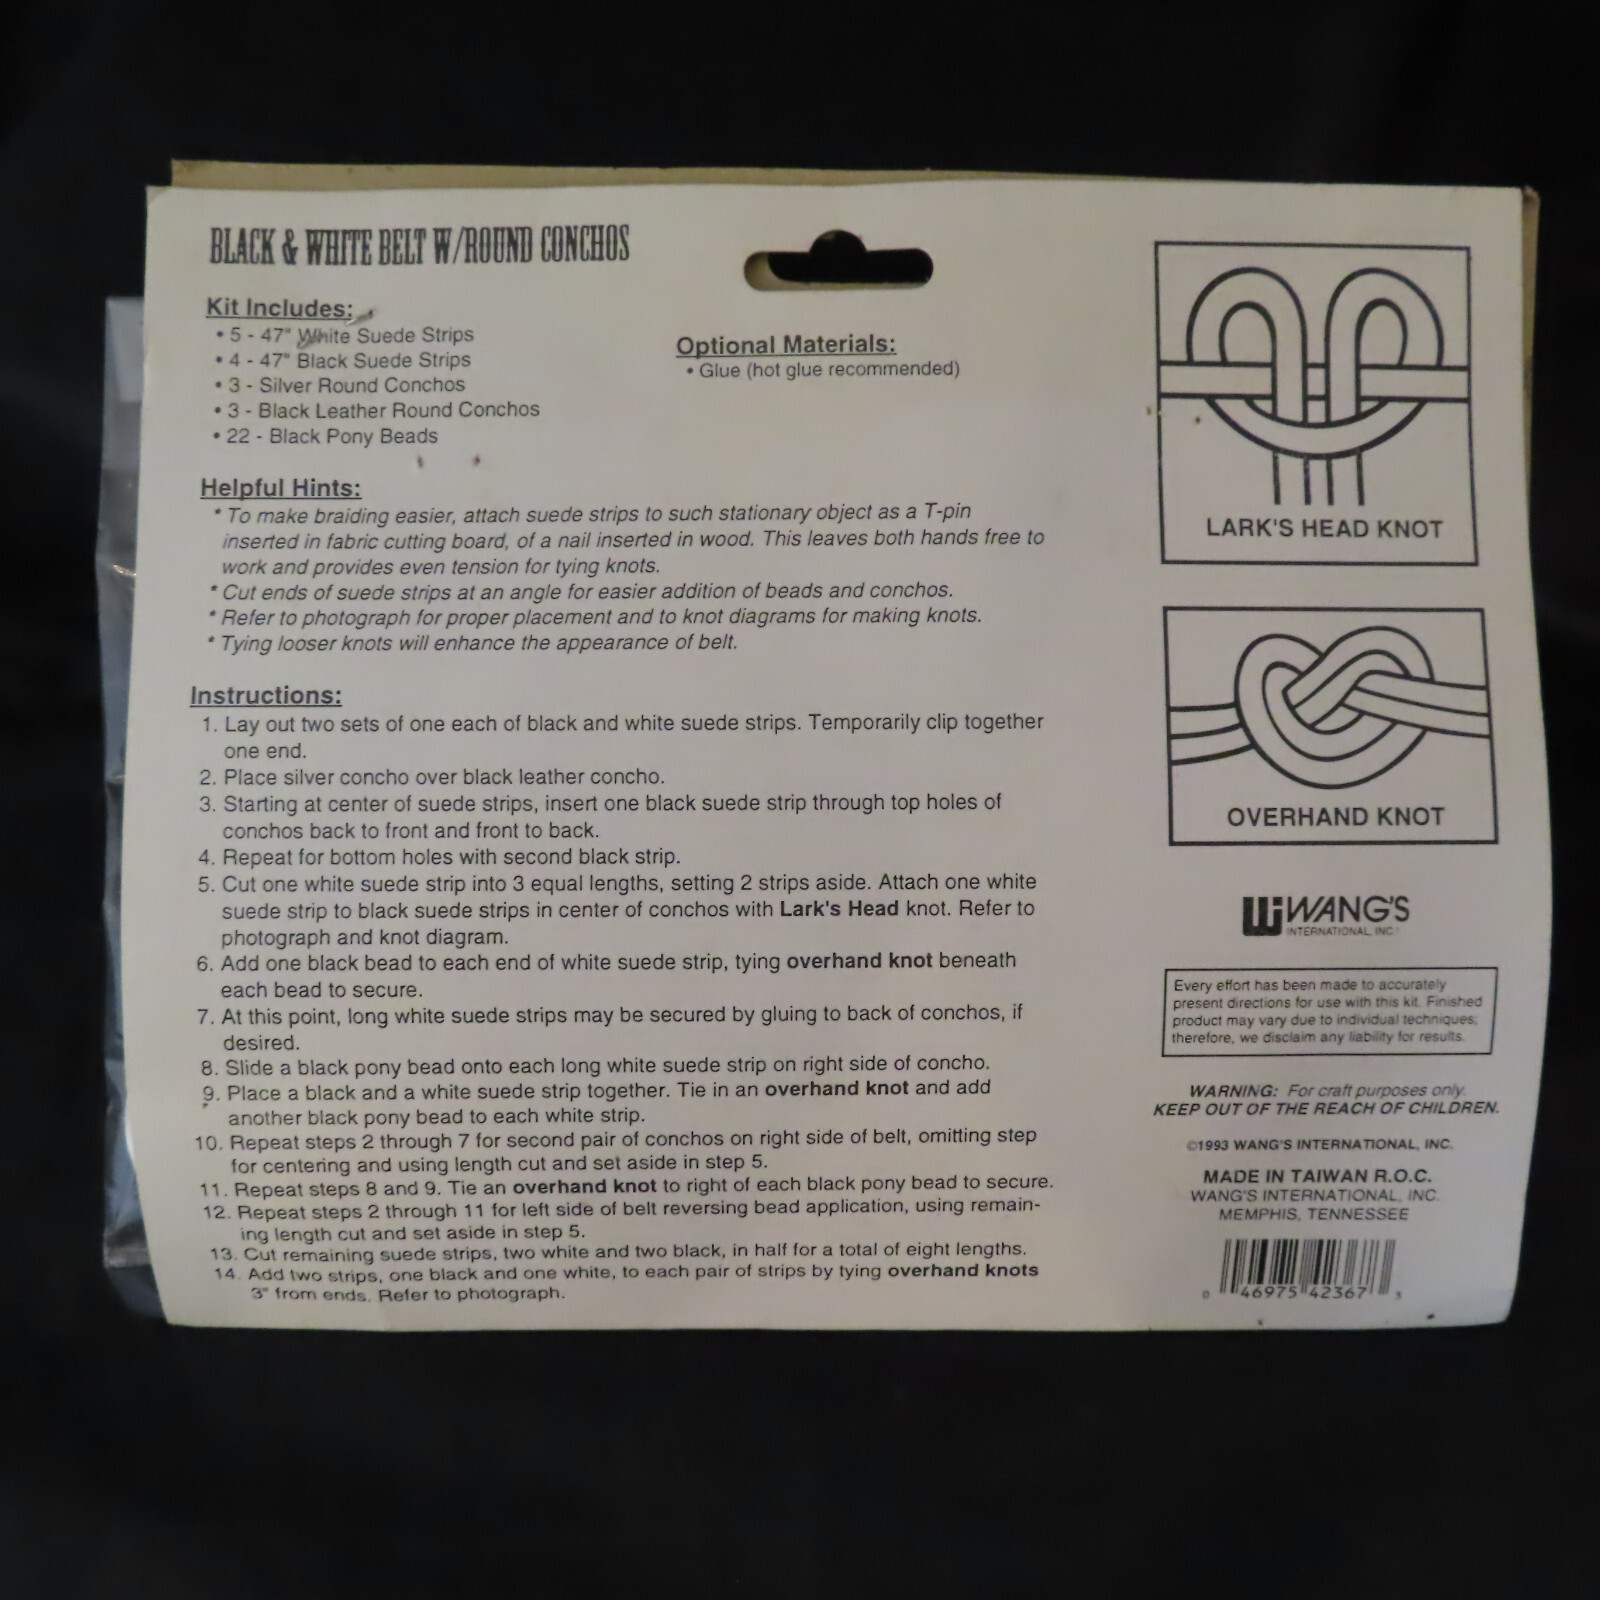 BLACK & WHITE BELT W/ROUND CONCHOS
Kit Includes:
• 5 - 47" White Suede Strips
• 4 - 47" Black Suede Strips
• 3 - Silver Round Conchos
• 3 - Black Leather Round Conchos
• 22 - Black Pony Beads
Optional Materials:
• Glue (hot glue recommended)
Helpful Hints:
* To make braiding easier, attach suede strips to such stationary object as a T-pin
inserted in fabric cutting board, of a nail inserted in wood. This leaves both hands free to
work and provides even tension for tying knots.
* Cut ends of suede strips at an angle for easier addition of beads and conchos.
* Refer to photograph for proper placement and to knot diagrams for making knots.
* Tying looser knots will enhance the appearance of belt.
Instructions:
1. Lay out two sets of one each of black and white suede strips. Temporarily clip together
one end.
2. Place silver concho over black leather concho.
3. Starting at center of suede strips, insert one black suede strip through top holes of
conchos back to front and front to back.
4. Repeat for bottom holes with second black strip.
5. Cut one white suede strip into 3 equal lengths, setting 2 strips aside. Attach one white
suede strip to black suede strips in center of conchos with Lark's Head knot. Refer to
photograph and knot diagram.
6. Add one black bead to each end of white suede strip, tying overhand knot beneath
each bead to secure.
7. At this point, long white suede strips may be secured by gluing to back of conchos, if
desired.
8. Slide a black pony bead onto each long white suede strip on right side of concho.
9. Place a black and a white suede strip together. Tie in an overhand knot and add
another black pony bead to each white strip.
10. Repeat steps 2 through 7 for second pair of conchos on right side of belt, omitting step
for centering and using length cut and set aside in step 5.
11. Repeat steps 8 and 9. Tie an overhand knot to right of each black pony bead to secure.
12. Repeat steps 2 through 11 for left side of belt reversing bead application, using remain-
ing length cut and set aside in step 5.
13. Cut remaining suede strips, two white and two black, in half for a total of eight lengths.
14. Add two strips, one black and one white, to each pair of strips by tying overhand knots
3" from ends. Refer to photograph.
LARK'S HEAD KNOT
OVERHAND KNOT
WANG'S
INTERNATIONAL, INC.
Every effort has been made to accurately
present directions for use with this kit. Finished
product may vary due to individual techniques;
therefore, we disclaim any liability for results.
WARNING: For craft purposes only.
KEEP OUT OF THE REACH OF CHILDREN.
©1993 WANG'S INTERNATIONAL, INC.
MADE IN TAIWAN R.O.C.
WANG'S INTERNATIONAL, INC.
MEMPHIS, TENNESSEE
0 46975 42367 3